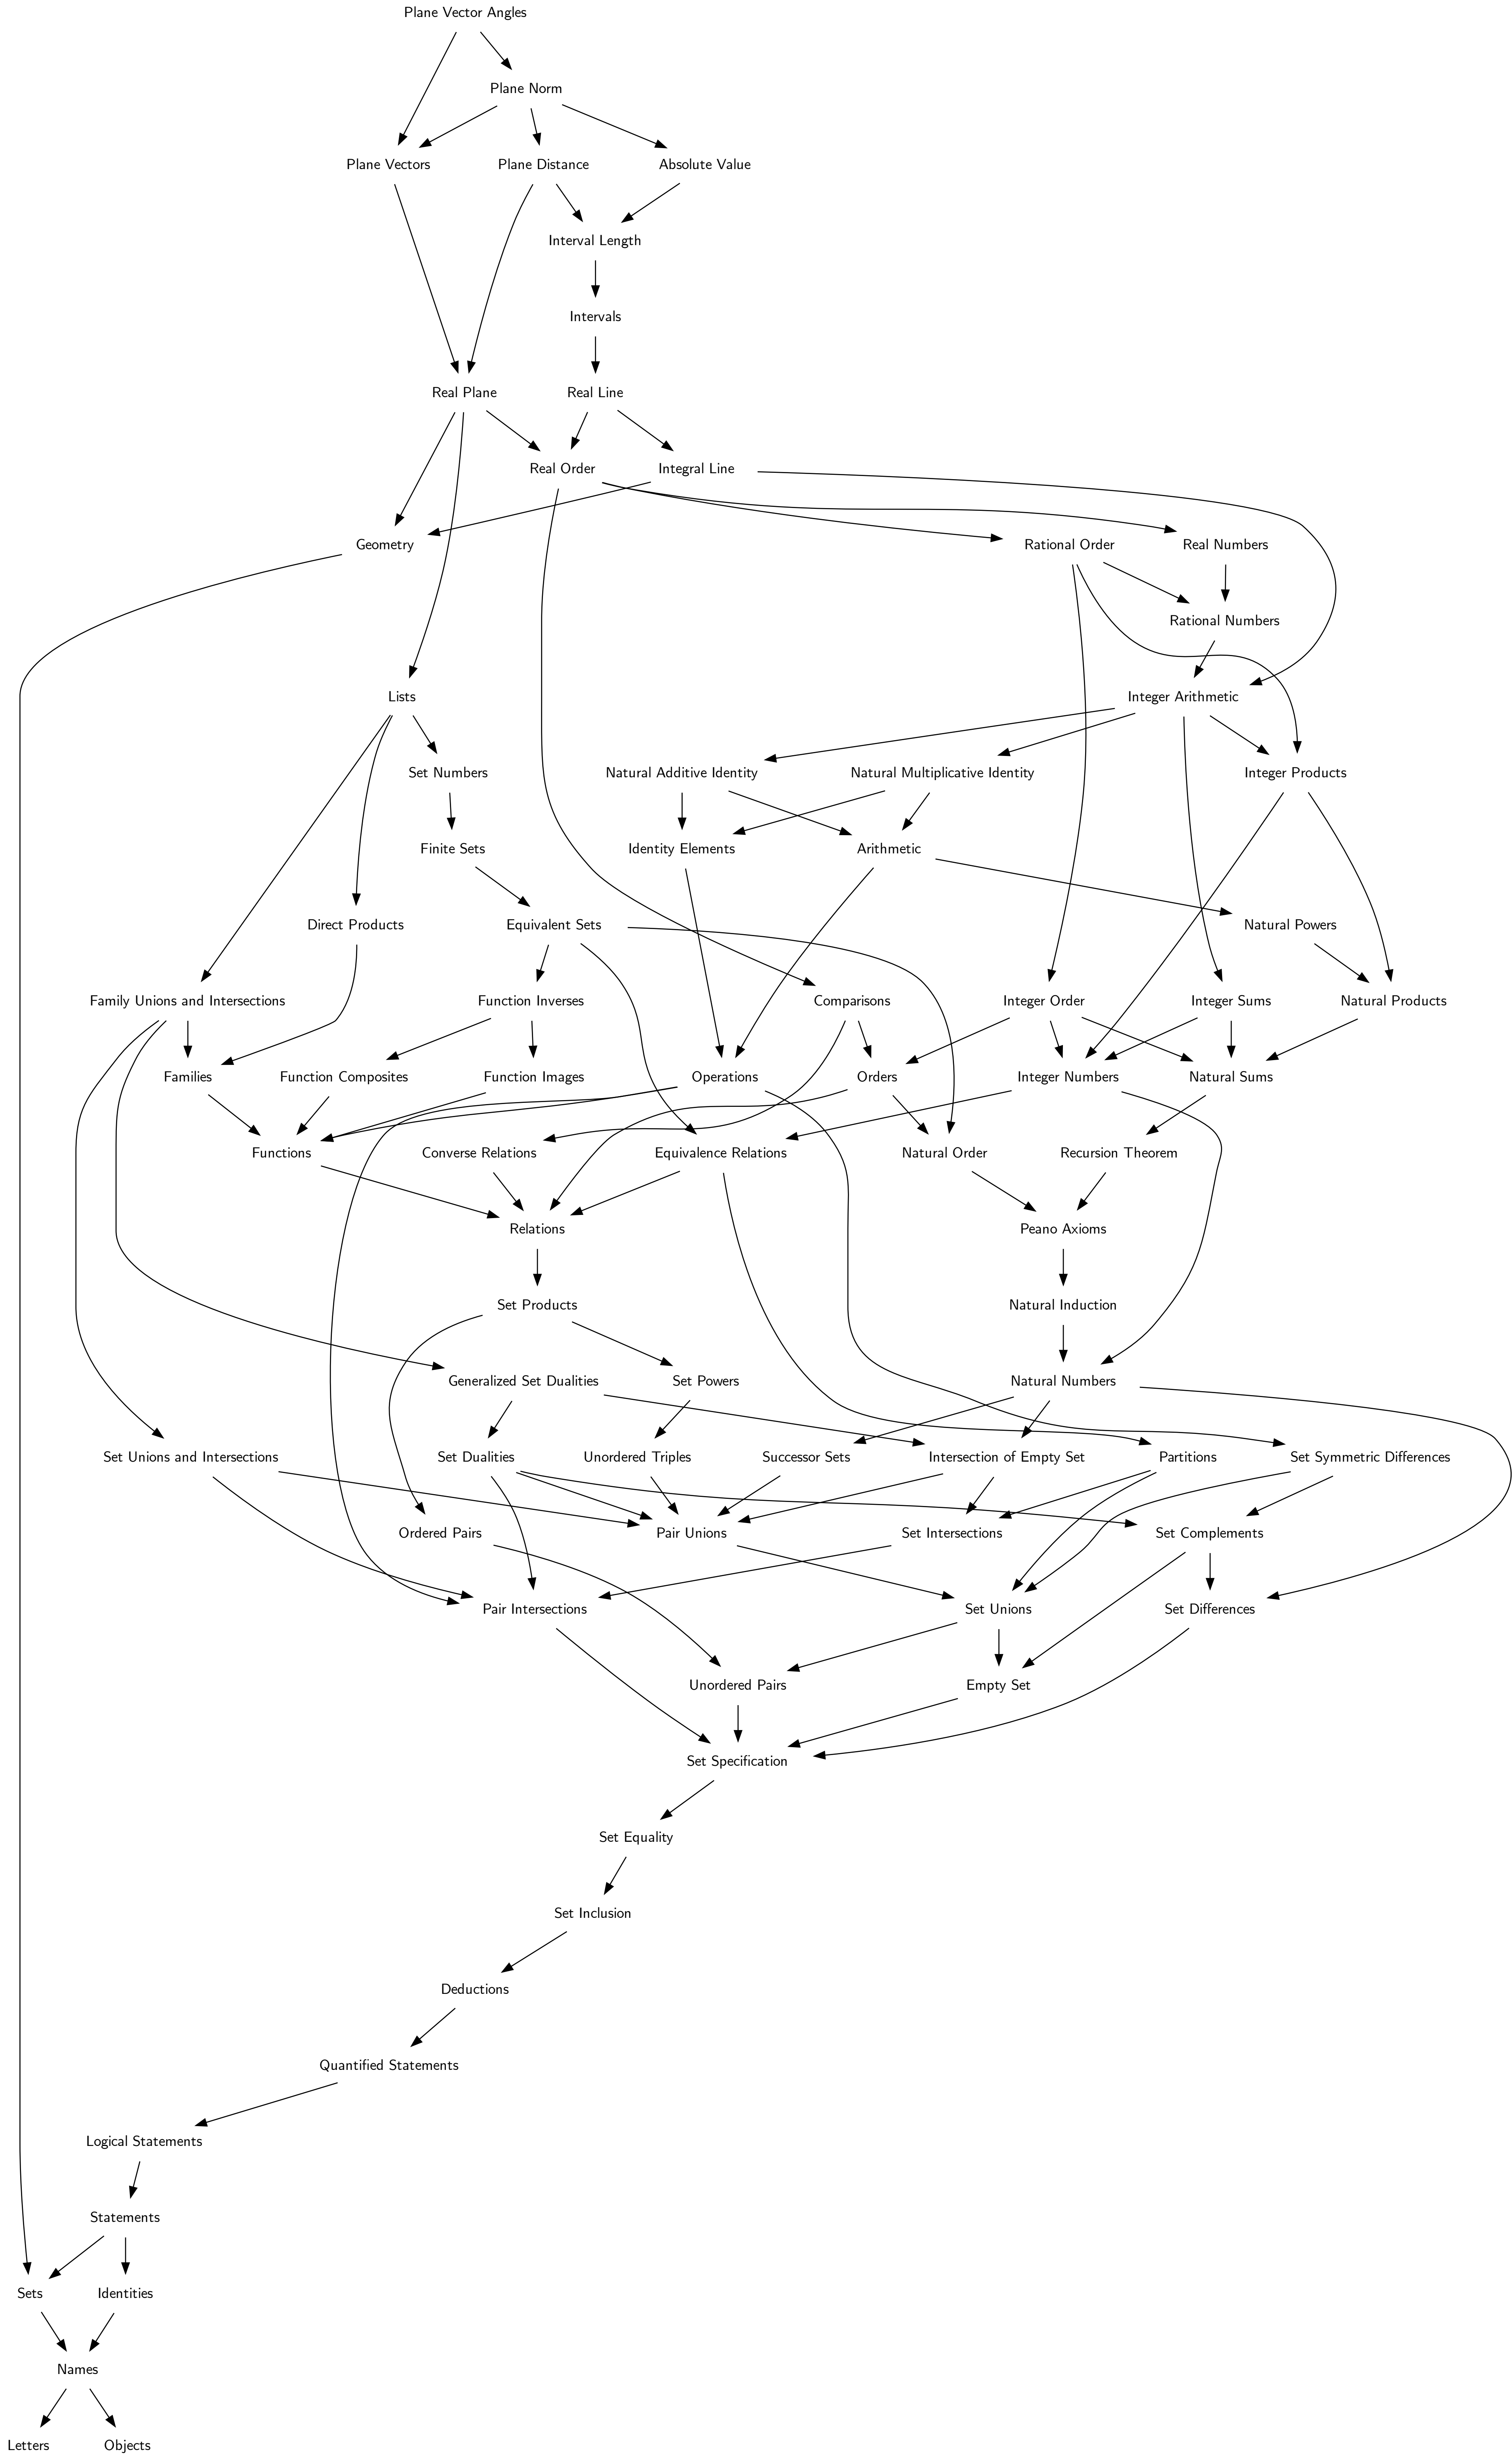 Plane Vector Angles
Plane Norm
Plane Vectors
Plane Distance
Absolute Value
Interval Length
Intervals
Real Plane
Real Line
Real Order
Integral Line
Geometry
Rational Order
Real Numbers
Rational Numbers
Lists
Integer Arithmetic
Set Numbers
Natural Additive Identity
Natural Multiplicative Identity
Integer Products
Finite Sets
Identity Elements
Arithmetic
Direct Products
Equivalent Sets
Natural Powers
Family Unions and Intersections
Function Inverses
Comparisons
Integer Order
Integer Sums
Natural Products
Families
Function Composites
Function Images
Operations
Orders
Integer Numbers
Natural Sums
Functions
Converse Relations
Equivalence Relations
Natural Order
Recursion Theorem
Relations
Peano Axioms
Set Products
Natural Induction
Generalized Set Dualities
Set Powers
Natural Numbers
Set Unions and Intersections
Set Dualities
Unordered Triples
Successor Sets
Intersection of Empty Set
Partitions
Set Symmetric Differences
Ordered Pairs
Pair Unions
Set Intersections
Set Complements
Pair Intersections
Set Unions
Set Differences
Unordered Pairs
Empty Set
Set Specification
Set Equality
Set Inclusion
Deductions
Quantified Statements
Logical Statements
Statements
Sets
Identities
Names
Letters
Objects